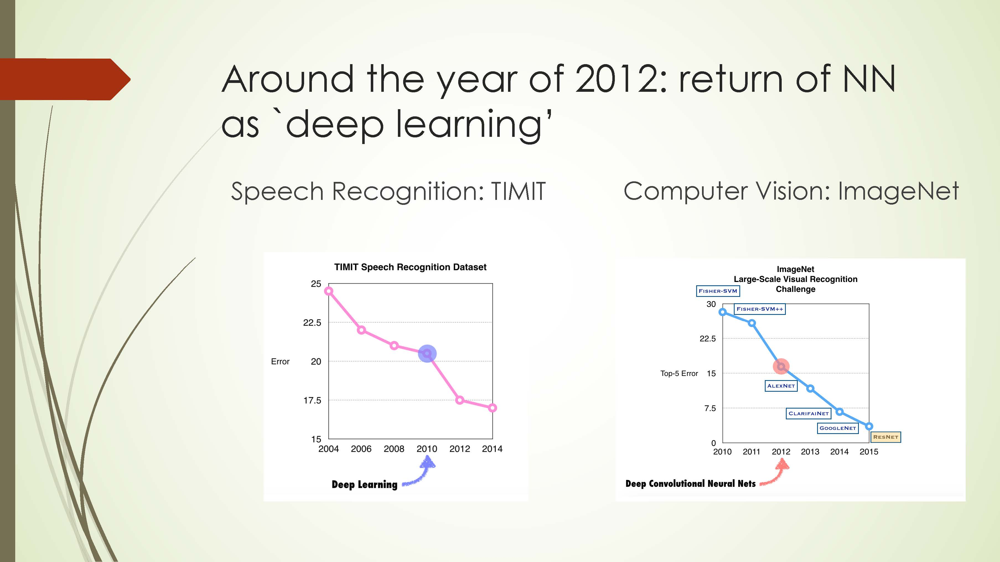 Around the year of 2012: return of NN
as `deep learning’
Speech Recognition: TIMIT
Computer Vision: ImageNet
TIMIT Speech Recognition Dataset
25
22.5
Error
20
17.5
15
2004 2006 2008 2010 2012 2014
Deep Learning
ImageNet
Large-Scale Visual Recognition
Challenge
FISHER-SVM
30
FISHER-SVM++
22.5
Top-5 Error
15
ALEXNET
7.5
CLARIFAINET
GOOGLENET
RESNET
0
2010 2011 2012 2013 2014 2015
Deep Convolutional Neural Nets